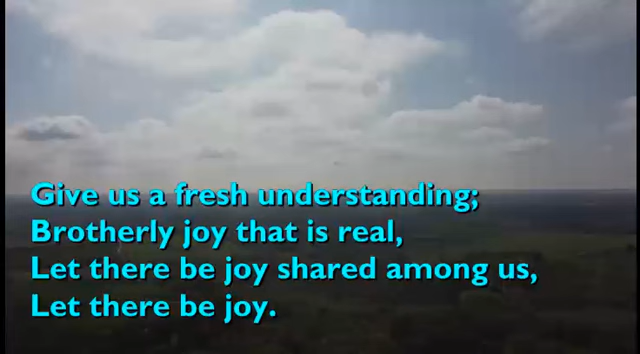 Give us a fresh understanding;
Brotherly joy that is real,
Let there be joy shared among us,
Let there be joy.